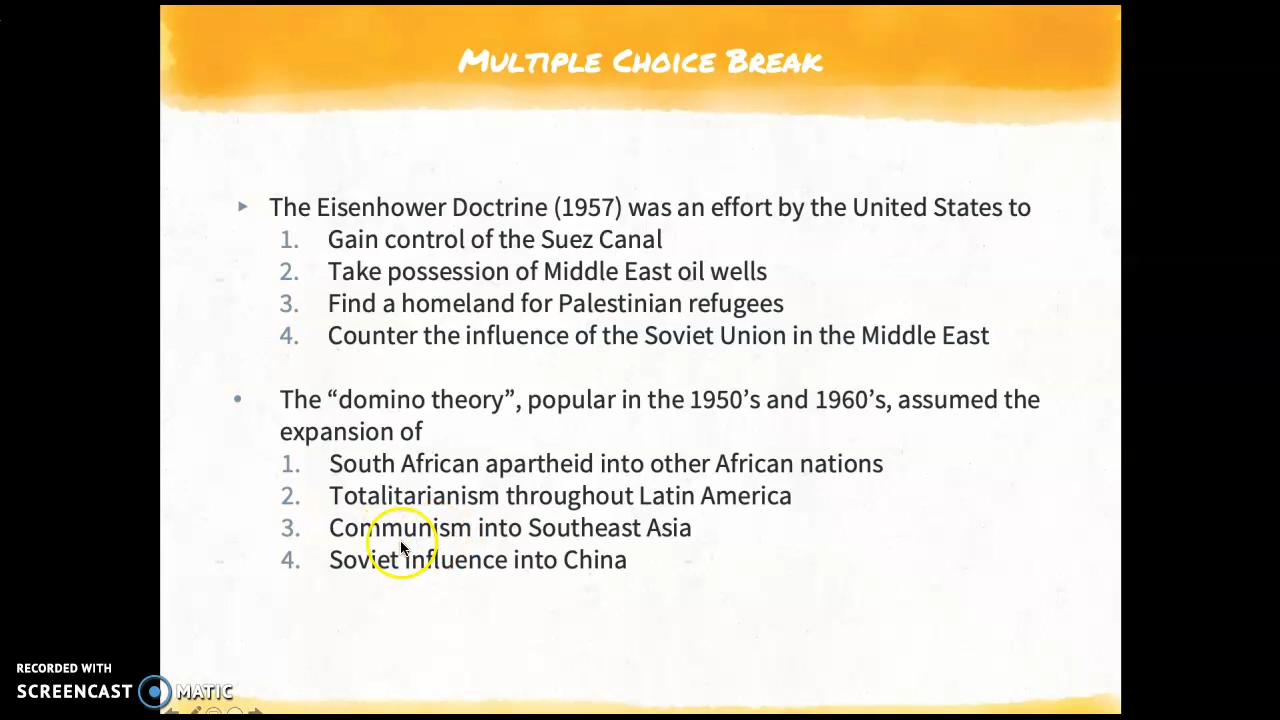 Multiple Choice Break
▸ The Eisenhower Doctrine (1957) was an effort by the United States to
1. Gain control of the Suez Canal
2. Take possession of Middle East oil wells
3. Find a homeland for Palestinian refugees
4. Counter the influence of the Soviet Union in the Middle East
• The “domino theory”, popular in the 1950’s and 1960’s, assumed the
expansion of
1. South African apartheid into other African nations
2. Totalitarianism throughout Latin America
3. Communism into Southeast Asia
4. Soviet influence into China
RECORDED WITH
SCREENCAST MATIC